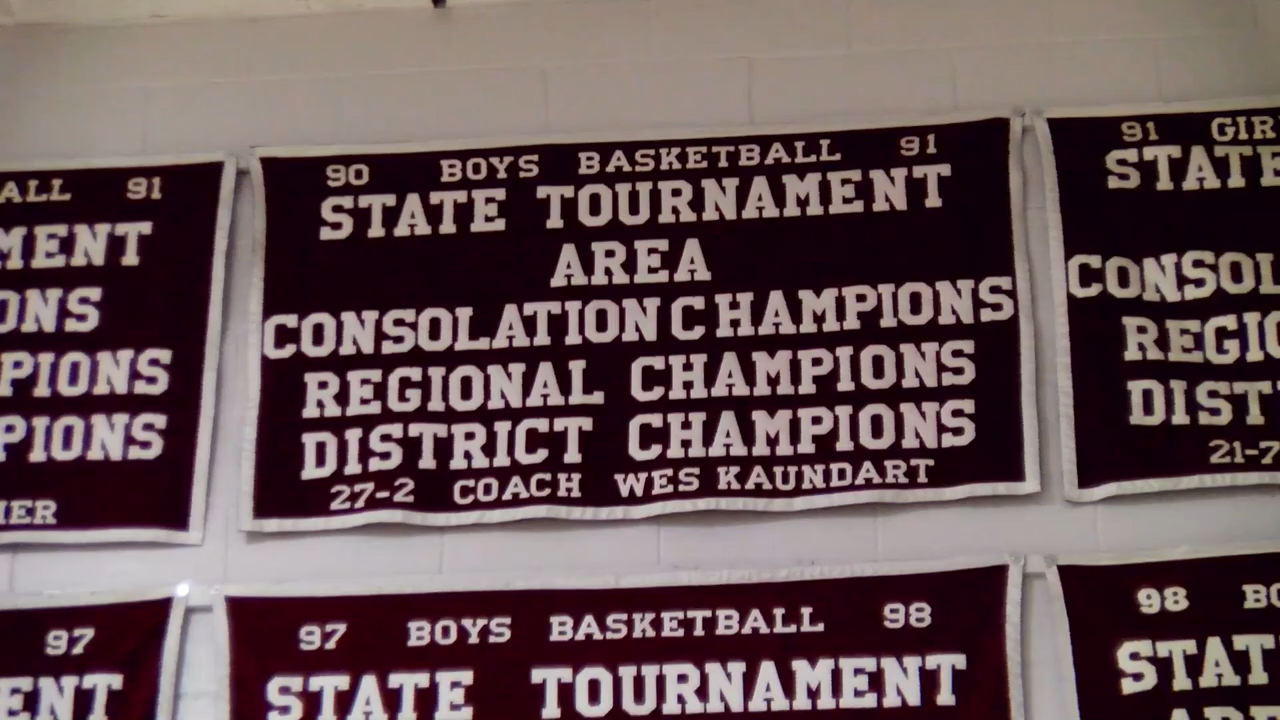 ALL 91
MENT
ONS
PIONS
PIONS
IER
90 BOYS BASKETBALL 91
STATE TOURNAMENT
AREA
CONSOLATION CHAMPIONS
REGIONAL CHAMPIONS
DISTRICT CHAMPIONS
27-2 COACH WES KAUNDART
91 GIR
STATE
CONSOL
REGIO
DIST
21-7
97
ENT
97 BOYS BASKETBALL 98
STATE TOURNAMENT
98 BO
STAT